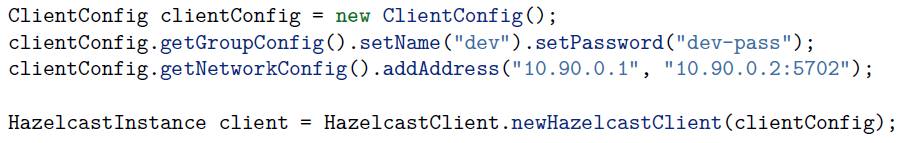 ClientConfig clientConfig = new ClientConfig();
clientConfig.getGroupConfig().setName("dev").setPassword("dev-pass");
clientConfig.getNetworkConfig().addAddress("10.90.0.1", "10.90.0.2:5702");
HazelcastInstance client = HazelcastClient.newHazelcastClient(clientConfig);